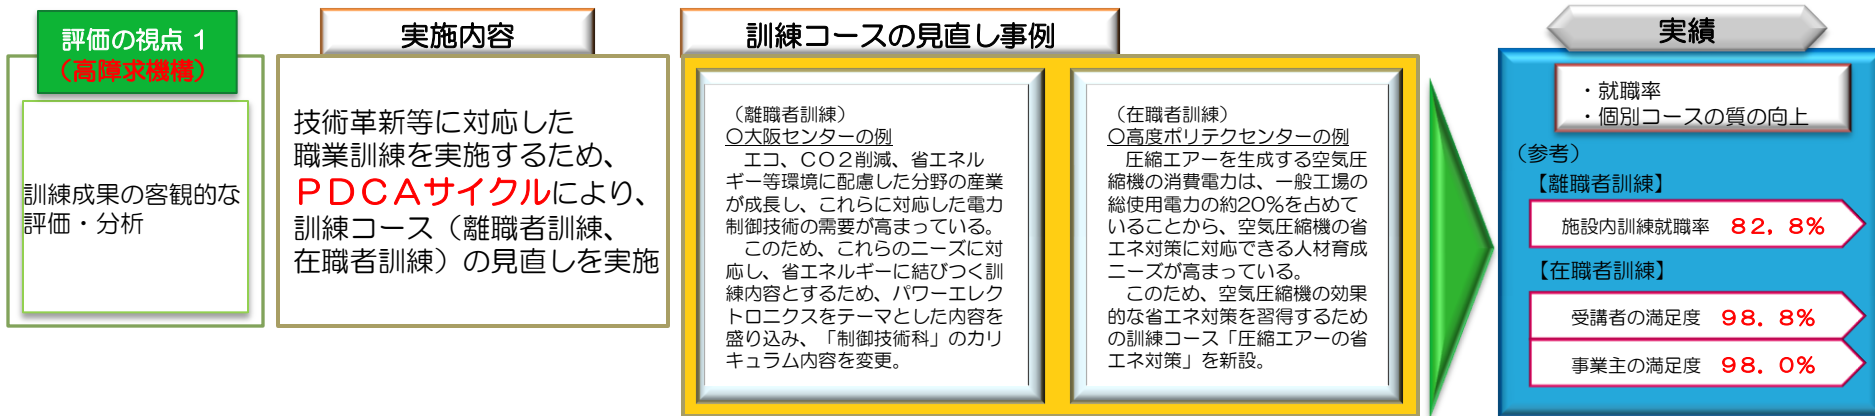 評価の視点 1
（高障求機構）
訓練成果の客観的な
評価・分析
実施内容
技術革新等に対応した
職業訓練を実施するため、
ＰＤＣＡサイクルにより、
訓練コース（離職者訓練、
在職者訓練）の見直しを実施
訓練コースの見直し事例
（離職者訓練）
〇大阪センターの例
　エコ、ＣＯ２削減、省エネル
ギー等環境に配慮した分野の産業
が成長し、これらに対応した電力
制御技術の需要が高まっている。
　このため、これらのニーズに対
応し、省エネルギーに結びつく訓
練内容とするため、パワーエレク
トロニクスをテーマとした内容を
盛り込み、「制御技術科」のカリ
キュラム内容を変更。
（在職者訓練）
〇高度ポリテクセンターの例
　圧縮エアーを生成する空気圧
縮機の消費電力は、一般工場の
総使用電力の約20％を占めて
いることから、空気圧縮機の省
エネ対策に対応できる人材育成
ニーズが高まっている。
　このため、空気圧縮機の効果
的な省エネ対策を習得するため
の訓練コース「圧縮エアーの省
エネ対策」を新設。
実績
・就職率
・個別コースの質の向上
（参考）
【離職者訓練】
施設内訓練就職率　８２，８％
【在職者訓練】
受講者の満足度　９８．８％
事業主の満足度　９８．０％